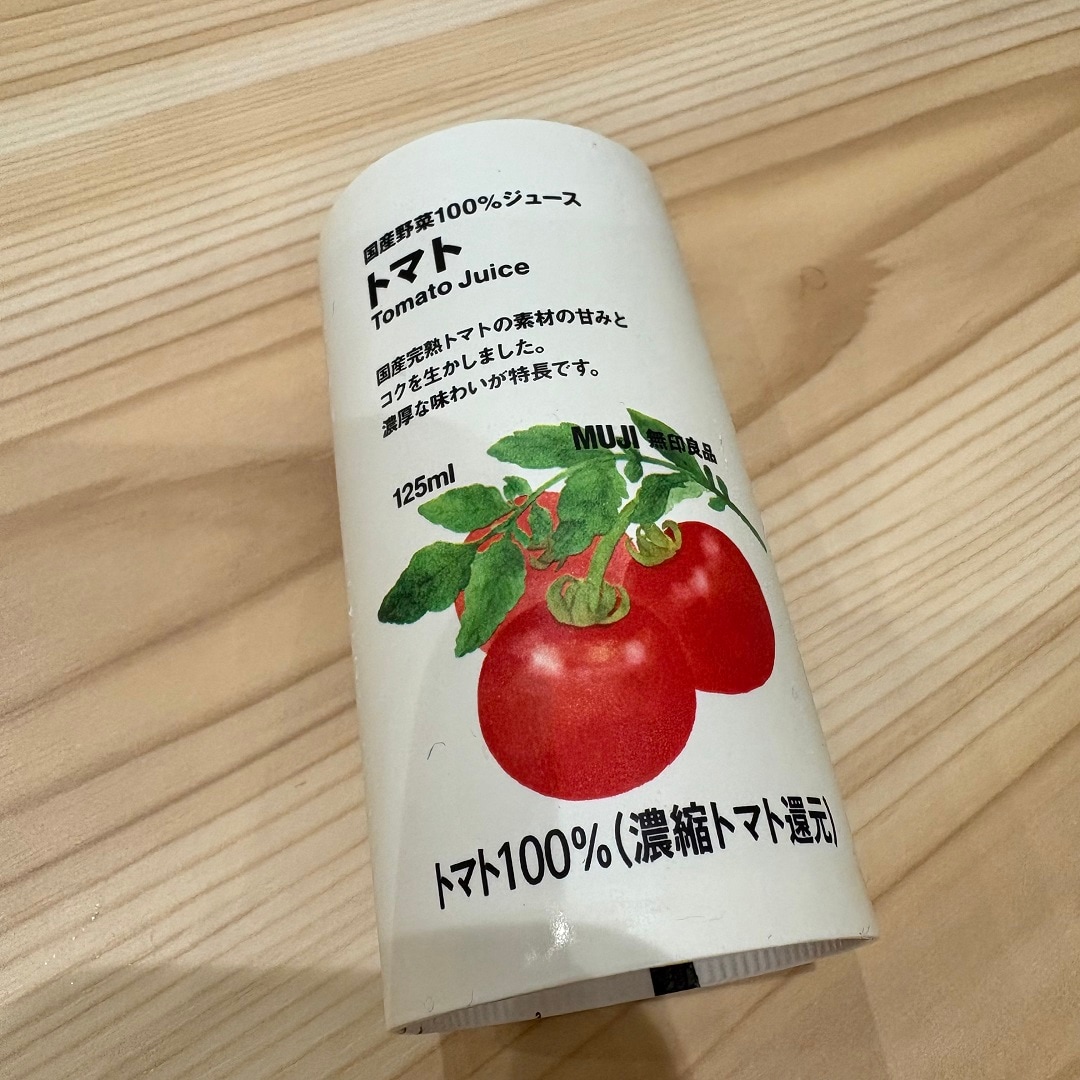 国産野菜100%ジュース
トマト
Tomato Juice
国産完熟トマトの素材の甘みと
コクを生かしました。
濃厚な味わいが特長です。
MUJI 無印良品
125ml
トマト100%(濃縮トマト還元)